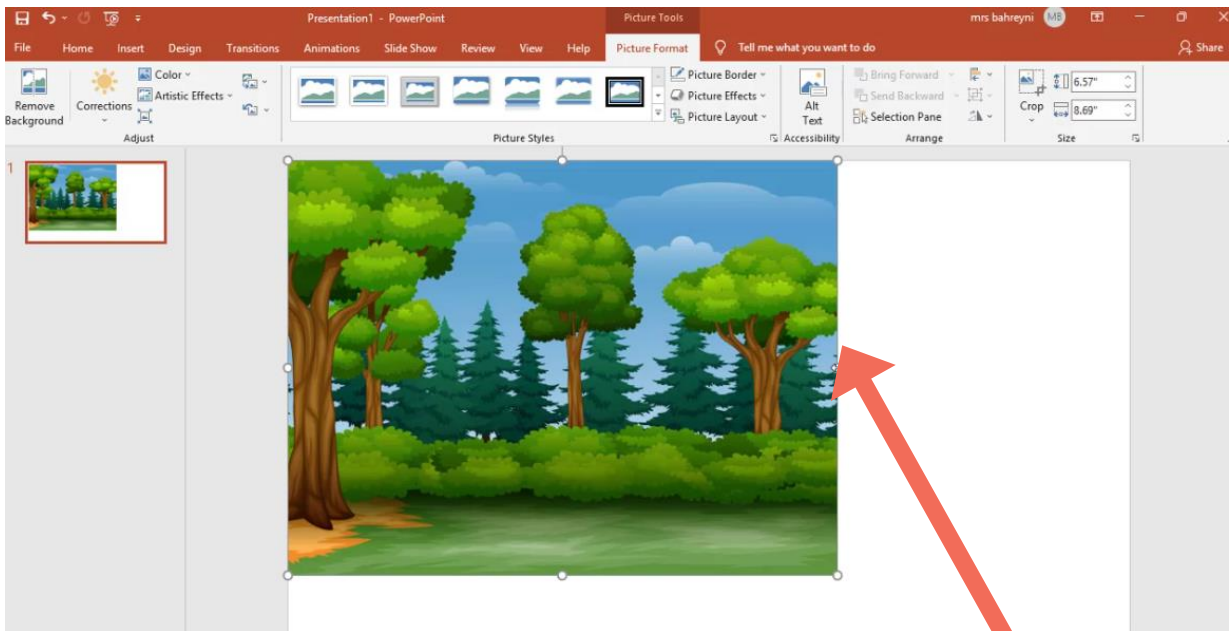 Presentation1 - PowerPoint
Picture Tools
mrs bahreyni
MB
File Home Insert Design Transitions Animations Slide Show Review View Help Picture Format Tell me what you want to do Share
Remove Background
Corrections
Color
Artistic Effects
Adjust
Picture Styles
Picture Border
Picture Effects
Picture Layout
Alt Text
Accessibility
Bring Forward
Send Backward
Selection Pane
Arrange
Crop
6.57"
8.69"
Size
1